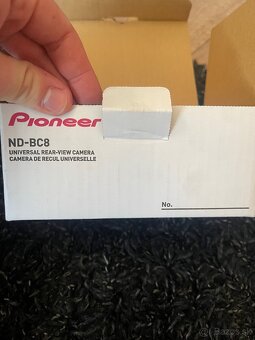 Pioneer
ND-BC8
UNIVERSAL REAR-VIEW CAMERA
CAMERA DE RECUL UNIVERSELLE
No.